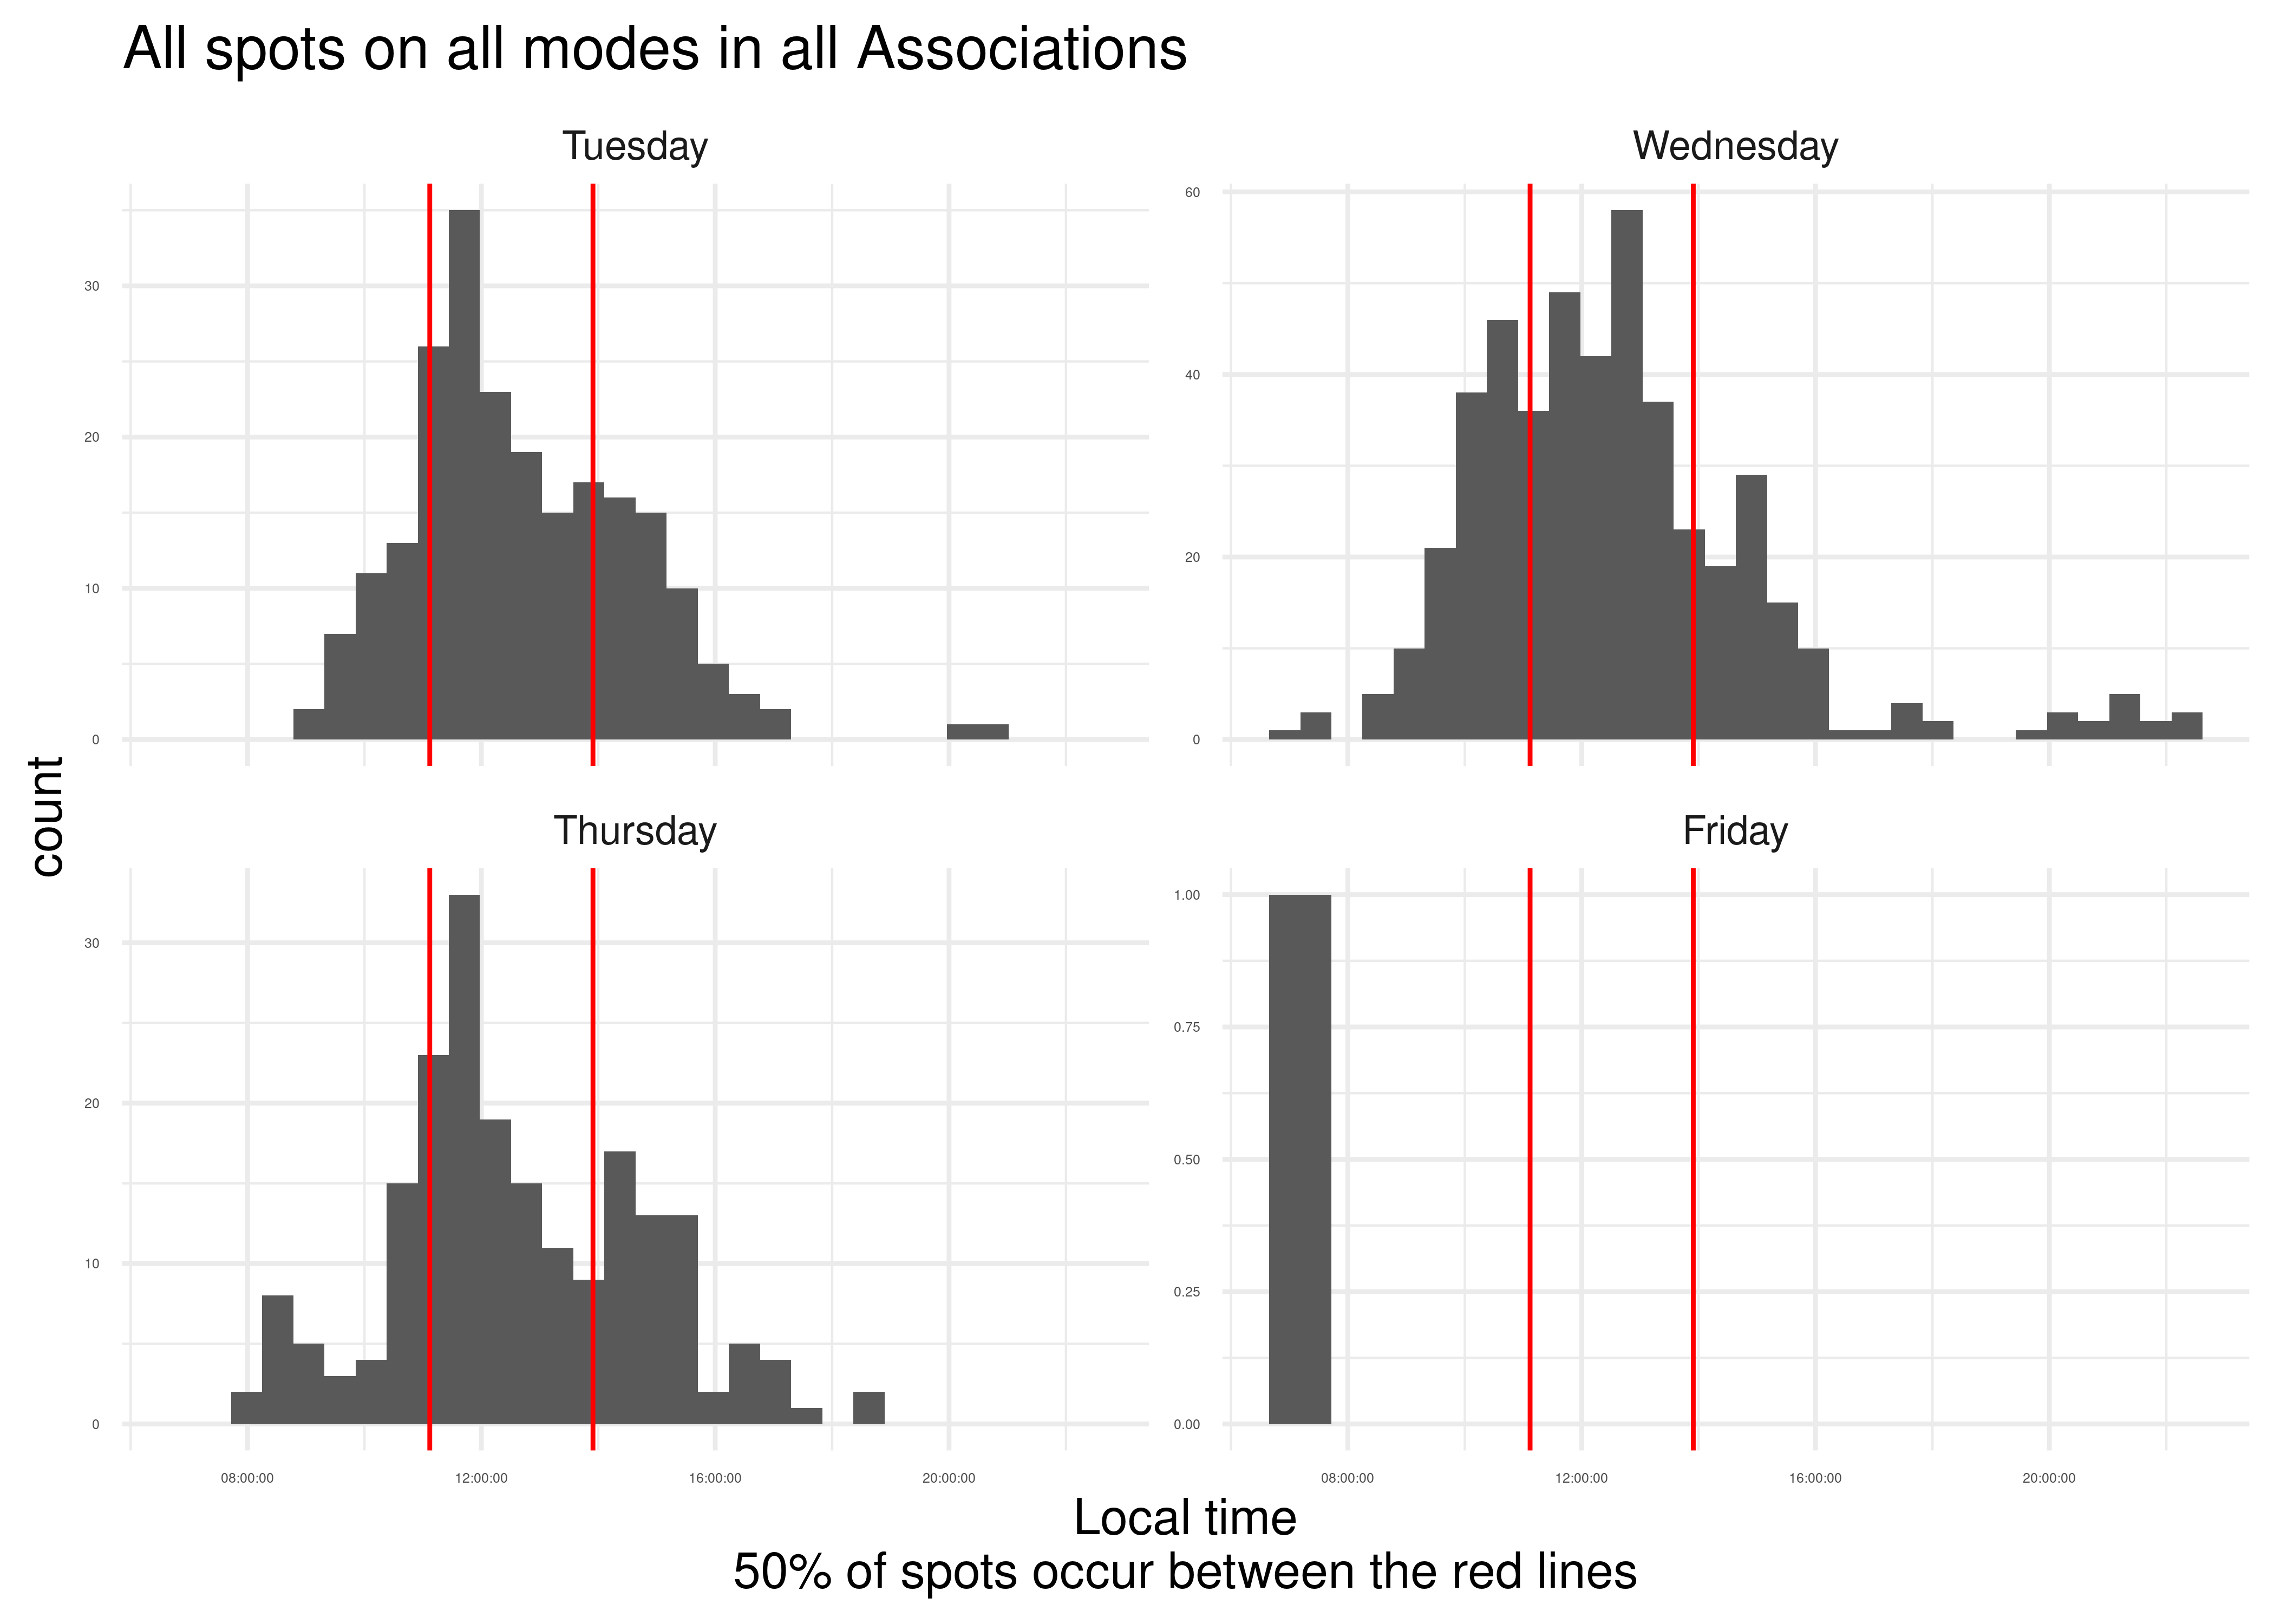 All spots on all modes in all Associations
Tuesday
Wednesday
30
20
10
0
60
40
20
0
count
Thursday
Friday
30
20
10
0
1.00
0.75
0.50
0.25
0.00
08:00:00 12:00:00 16:00:00 20:00:00
08:00:00 12:00:00 16:00:00 20:00:00
Local time
50% of spots occur between the red lines